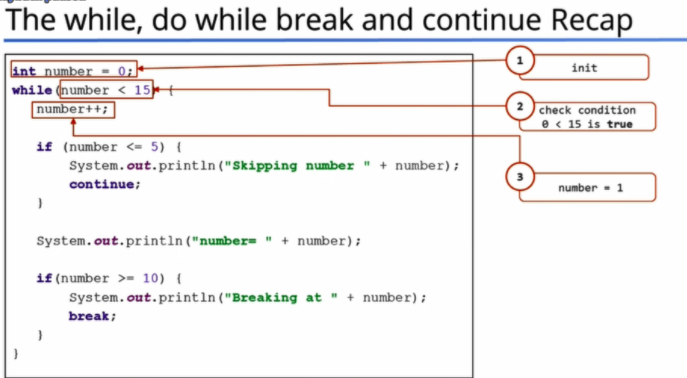 The while, do while break and continue Recap
int number = 0;
while(number < 15) {
number++;
if (number <= 5) {
System.out.println("Skipping number " + number);
continue;
}
System.out.println("number= " + number);
if(number >= 10) {
System.out.println("Breaking at " + number);
break;
}
}
1
init
2
check condition
0 < 15 is true
3
number = 1